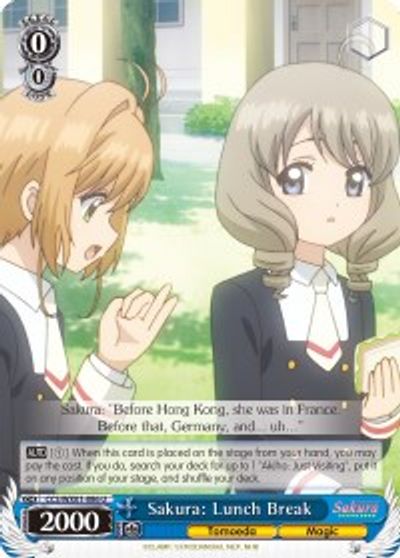 0
0
Sakura: "Before Hong Kong, she was in France.
Before that, Germany, and... uh..."
[(1)] When this card is placed on the stage from your hand, you may
pay the cost. If you do, search your deck for up to 1 "Akiho: Just Visiting", put it
on any position of your stage, and shuffle your deck.
2000
Sakura: Lunch Break
Sakura
Tomoeda
Magic